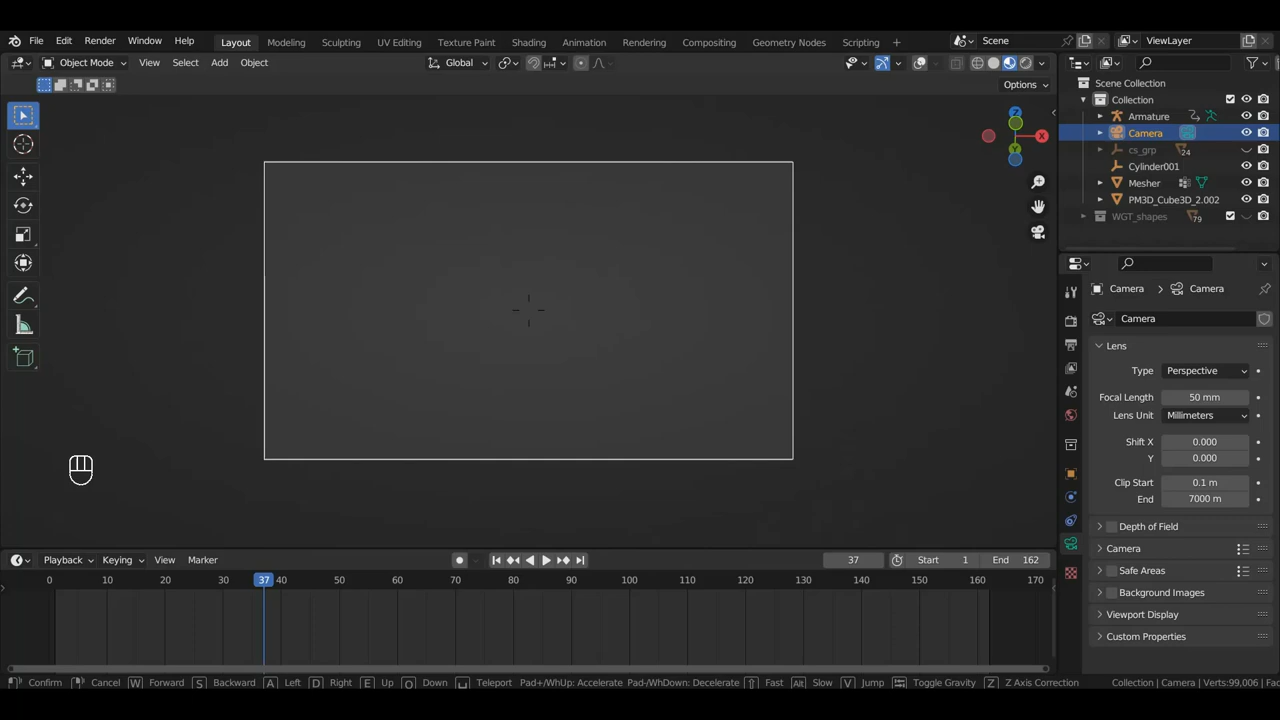 File Edit Render Window Help Layout Modeling Sculpting UV Editing Texture Paint Shading Animation Rendering Compositing Geometry Nodes Scripting Scene ViewLayer
Object Mode View Select Add Object Global
Options
Scene Collection
Collection
Armature
Camera
cs_grp 24
Cylinder001
Mesher
PM3D_Cube3D_2.002
WGT_shapes 79
Z
X
Y
Camera Camera
Camera
Lens
Type Perspective
Focal Length 50 mm
Lens Unit Millimeters
Shift X 0.000
Y 0.000
Clip Start 0.1 m
End 7000 m
Depth of Field
Camera
Safe Areas
Background Images
Viewport Display
Custom Properties
Playback Keying View Marker 37 Start 1 End 162
0 10 20 30 37 40 50 60 70 80 90 100 110 120 130 140 150 160 170
Confirm Cancel W Forward S Backward A Left D Right E Up Q Down Teleport Pad+/WhUp: Accelerate Pad-/WhDown: Decelerate Fast Alt Slow V Jump Toggle Gravity Z Z Axis Correction Collection | Camera | Verts:99,006 | Fac